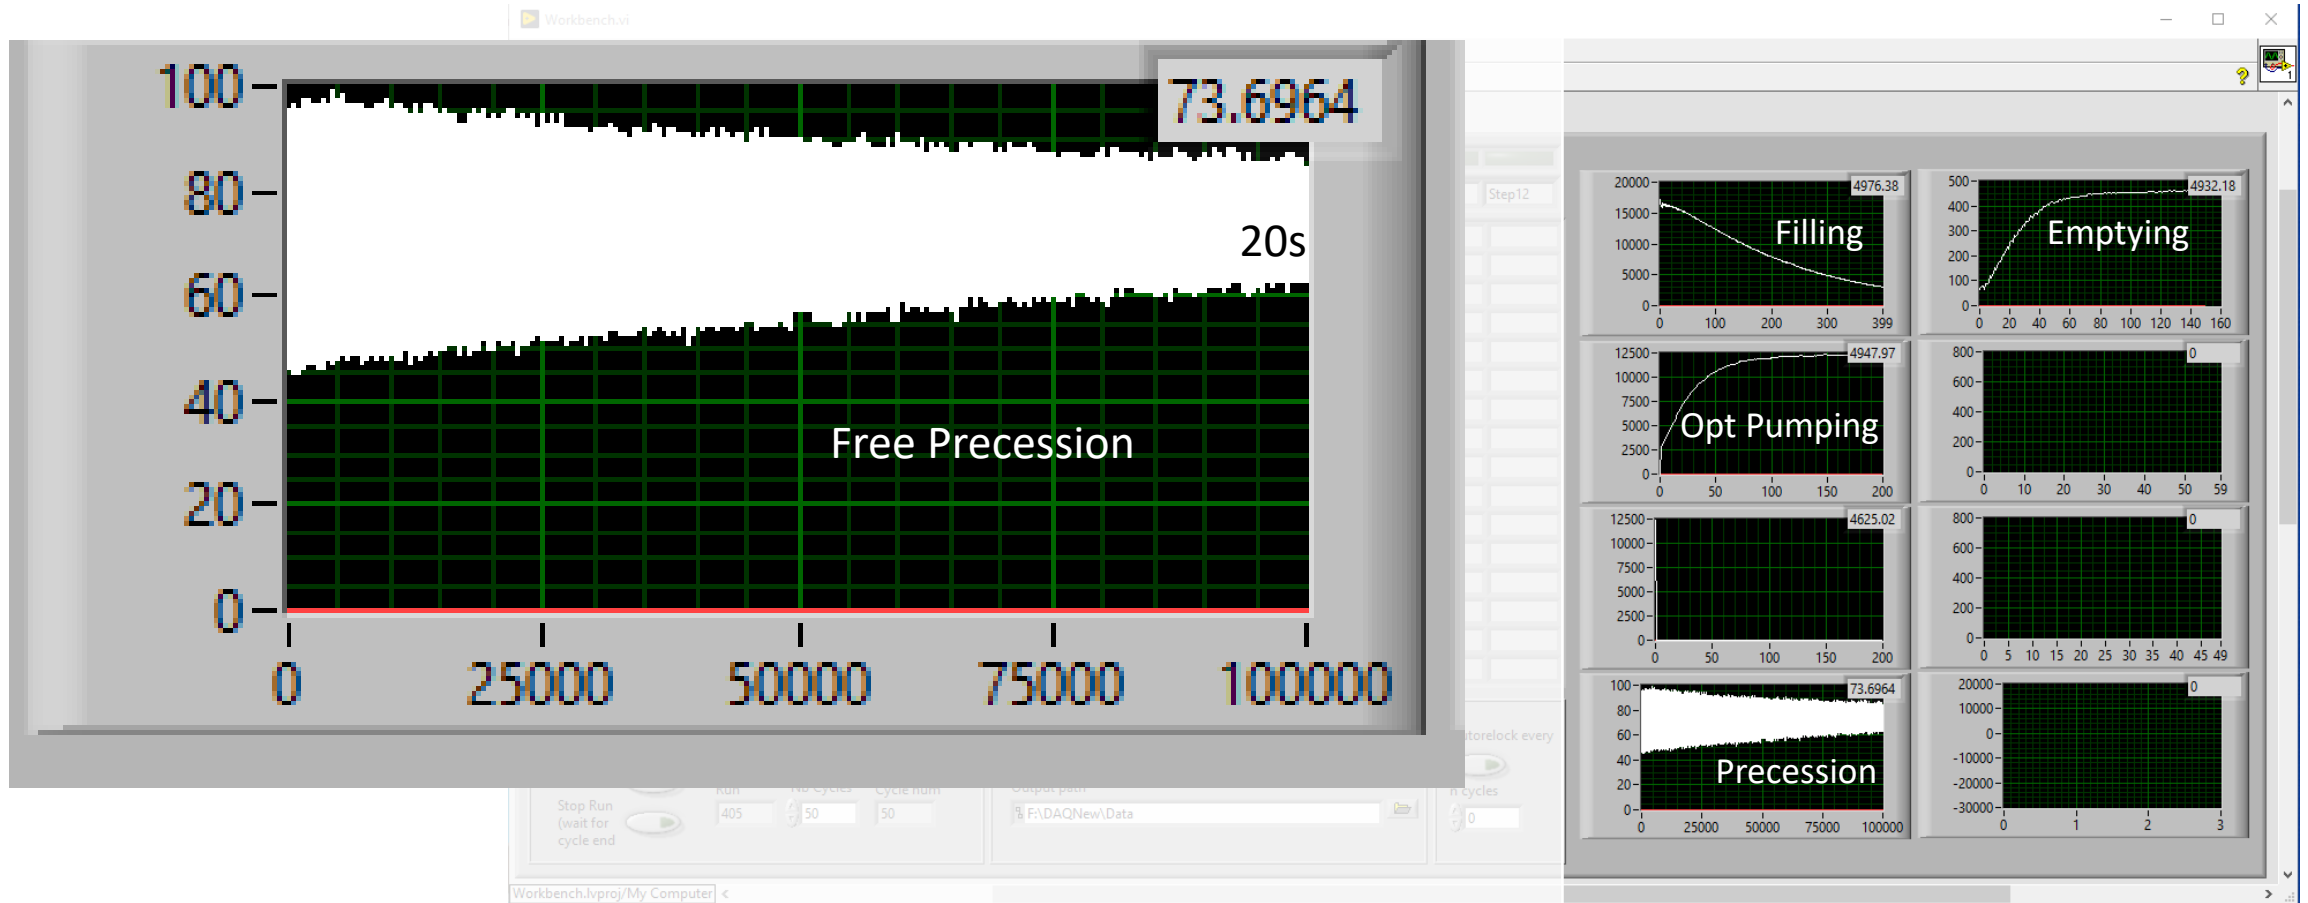 Workbench.vi
100
80
60
40
20
0
73.6964
20s
Free Precession
0 25000 50000 75000 100000
Step12
20000
15000
10000
5000
0
4976.38
Filling
0 100 200 300 399
500
400
300
200
100
0
4932.18
Emptying
0 20 40 60 80 100 120 140 160
12500
10000
7500
5000
2500
0
4947.97
Opt Pumping
0 50 100 150 200
800
600
400
200
0
0
0 10 20 30 40 50 59
12500
10000
7500
5000
2500
0
4625.02
0 50 100 150 200
800
600
400
200
0
0
0 5 10 15 20 25 30 35 40 45 49
100
80
60
40
20
0
73.6964
Precession
0 25000 50000 75000 100000
20000
10000
0
-10000
-20000
-30000
0
0 1 2 3
Stop Run
(wait for
cycle end
Run
405
Nb Cycles
50
Cycle num
50
Output path
F:\DAQNew\Data
torelock every
n cycles
0
Workbench.lvproj/My Computer